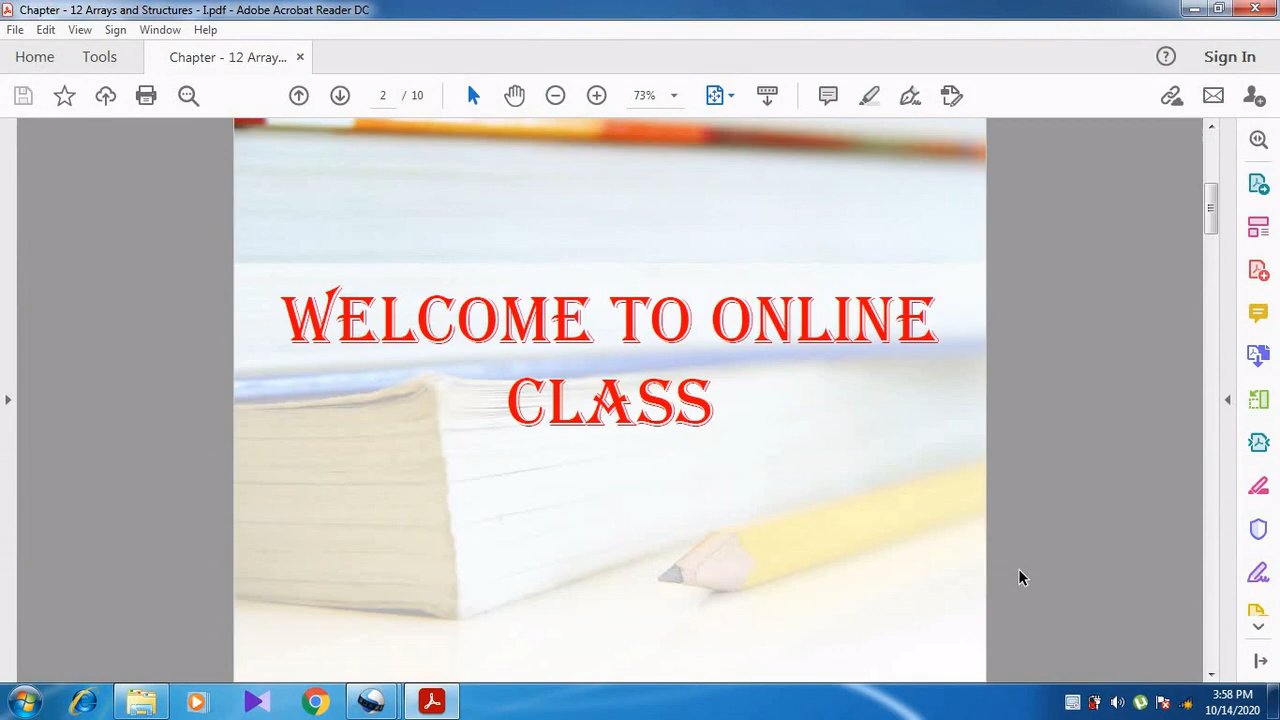 Chapter - 12 Arrays and Structures - I.pdf - Adobe Acrobat Reader DC
File Edit View Sign Window Help
Home Tools Chapter - 12 Array... × Sign In
2 / 10 73%
WELCOME TO ONLINE
CLASS
3:58 PM
10/14/2020